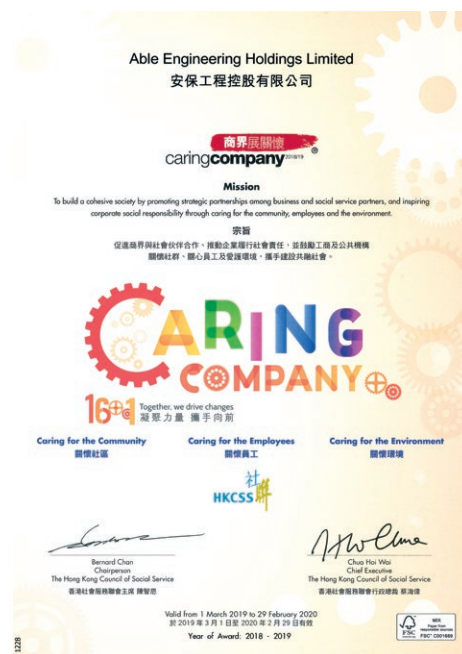 Able Engineering Holdings Limited
安保工程控股有限公司
商界展關懷
caringcompany 2018/19 ®
Mission
To build a cohesive society by promoting strategic partnerships among business and social service partners, and inspiring
corporate social responsibility through caring for the community, employees and the environment.
宗旨
促進商界與社會伙伴合作、推動企業履行社會責任，並鼓勵工商及公共機構
關懷社群、關心員工及愛護環境，攜手建設共融社會。
CARING
COMPANY
16+1 Together, we drive changes
凝聚力量 攜手向前
Caring for the Community Caring for the Employees Caring for the Environment
關懷社區 關懷員工 關懷環境
社聯
HKCSS
Bernard Chan
Chairperson
The Hong Kong Council of Social Service
香港社會服務聯會主席 陳智思
Chua Hoi Wai
Chief Executive
The Hong Kong Council of Social Service
香港社會服務聯會行政總裁 蔡海偉
Valid from 1 March 2019 to 29 February 2020
於 2019 年 3 月 1 日至 2020 年 2 月 29 日有效
Year of Award: 2018 - 2019
1228
FSC
MIX
FSC® C001669